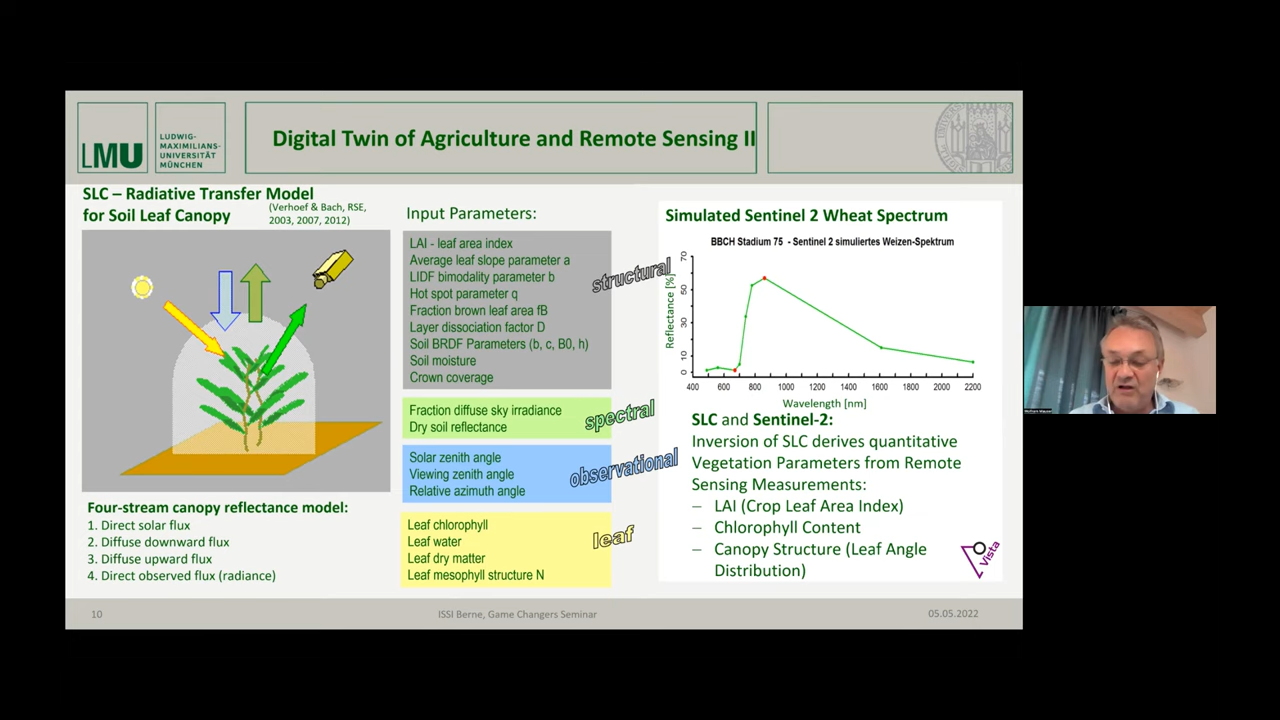 LMU
LUDWIG-
MAXIMILIANS-
UNIVERSITÄT
MÜNCHEN
Digital Twin of Agriculture and Remote Sensing II
SLC – Radiative Transfer Model
for Soil Leaf Canopy
(Verhoef & Bach, RSE,
2003, 2007, 2012)
Four-stream canopy reflectance model:
1. Direct solar flux
2. Diffuse downward flux
3. Diffuse upward flux
4. Direct observed flux (radiance)
Input Parameters:
LAI - leaf area index
Average leaf slope parameter a
LIDF bimodality parameter b
Hot spot parameter q
Fraction brown leaf area fB
Layer dissociation factor D
Soil BRDF Parameters (b, c, B0, h)
Soil moisture
Crown coverage
structural
Fraction diffuse sky irradiance
Dry soil reflectance
spectral
Solar zenith angle
Viewing zenith angle
Relative azimuth angle
observational
Leaf chlorophyll
Leaf water
Leaf dry matter
Leaf mesophyll structure N
leaf
Simulated Sentinel 2 Wheat Spectrum
BBCH Stadium 75 - Sentinel 2 simuliertes Weizen-Spektrum
Reflectance [%]
70
50
30
10
0
400 600 800 1000 1200 1400 1600 1800 2000 2200
Wavelength [nm]
SLC and Sentinel-2:
Inversion of SLC derives quantitative
Vegetation Parameters from Remote
Sensing Measurements:
– LAI (Crop Leaf Area Index)
– Chlorophyll Content
– Canopy Structure (Leaf Angle
Distribution)
Vista
10
ISSI Berne, Game Changers Seminar
05.05.2022